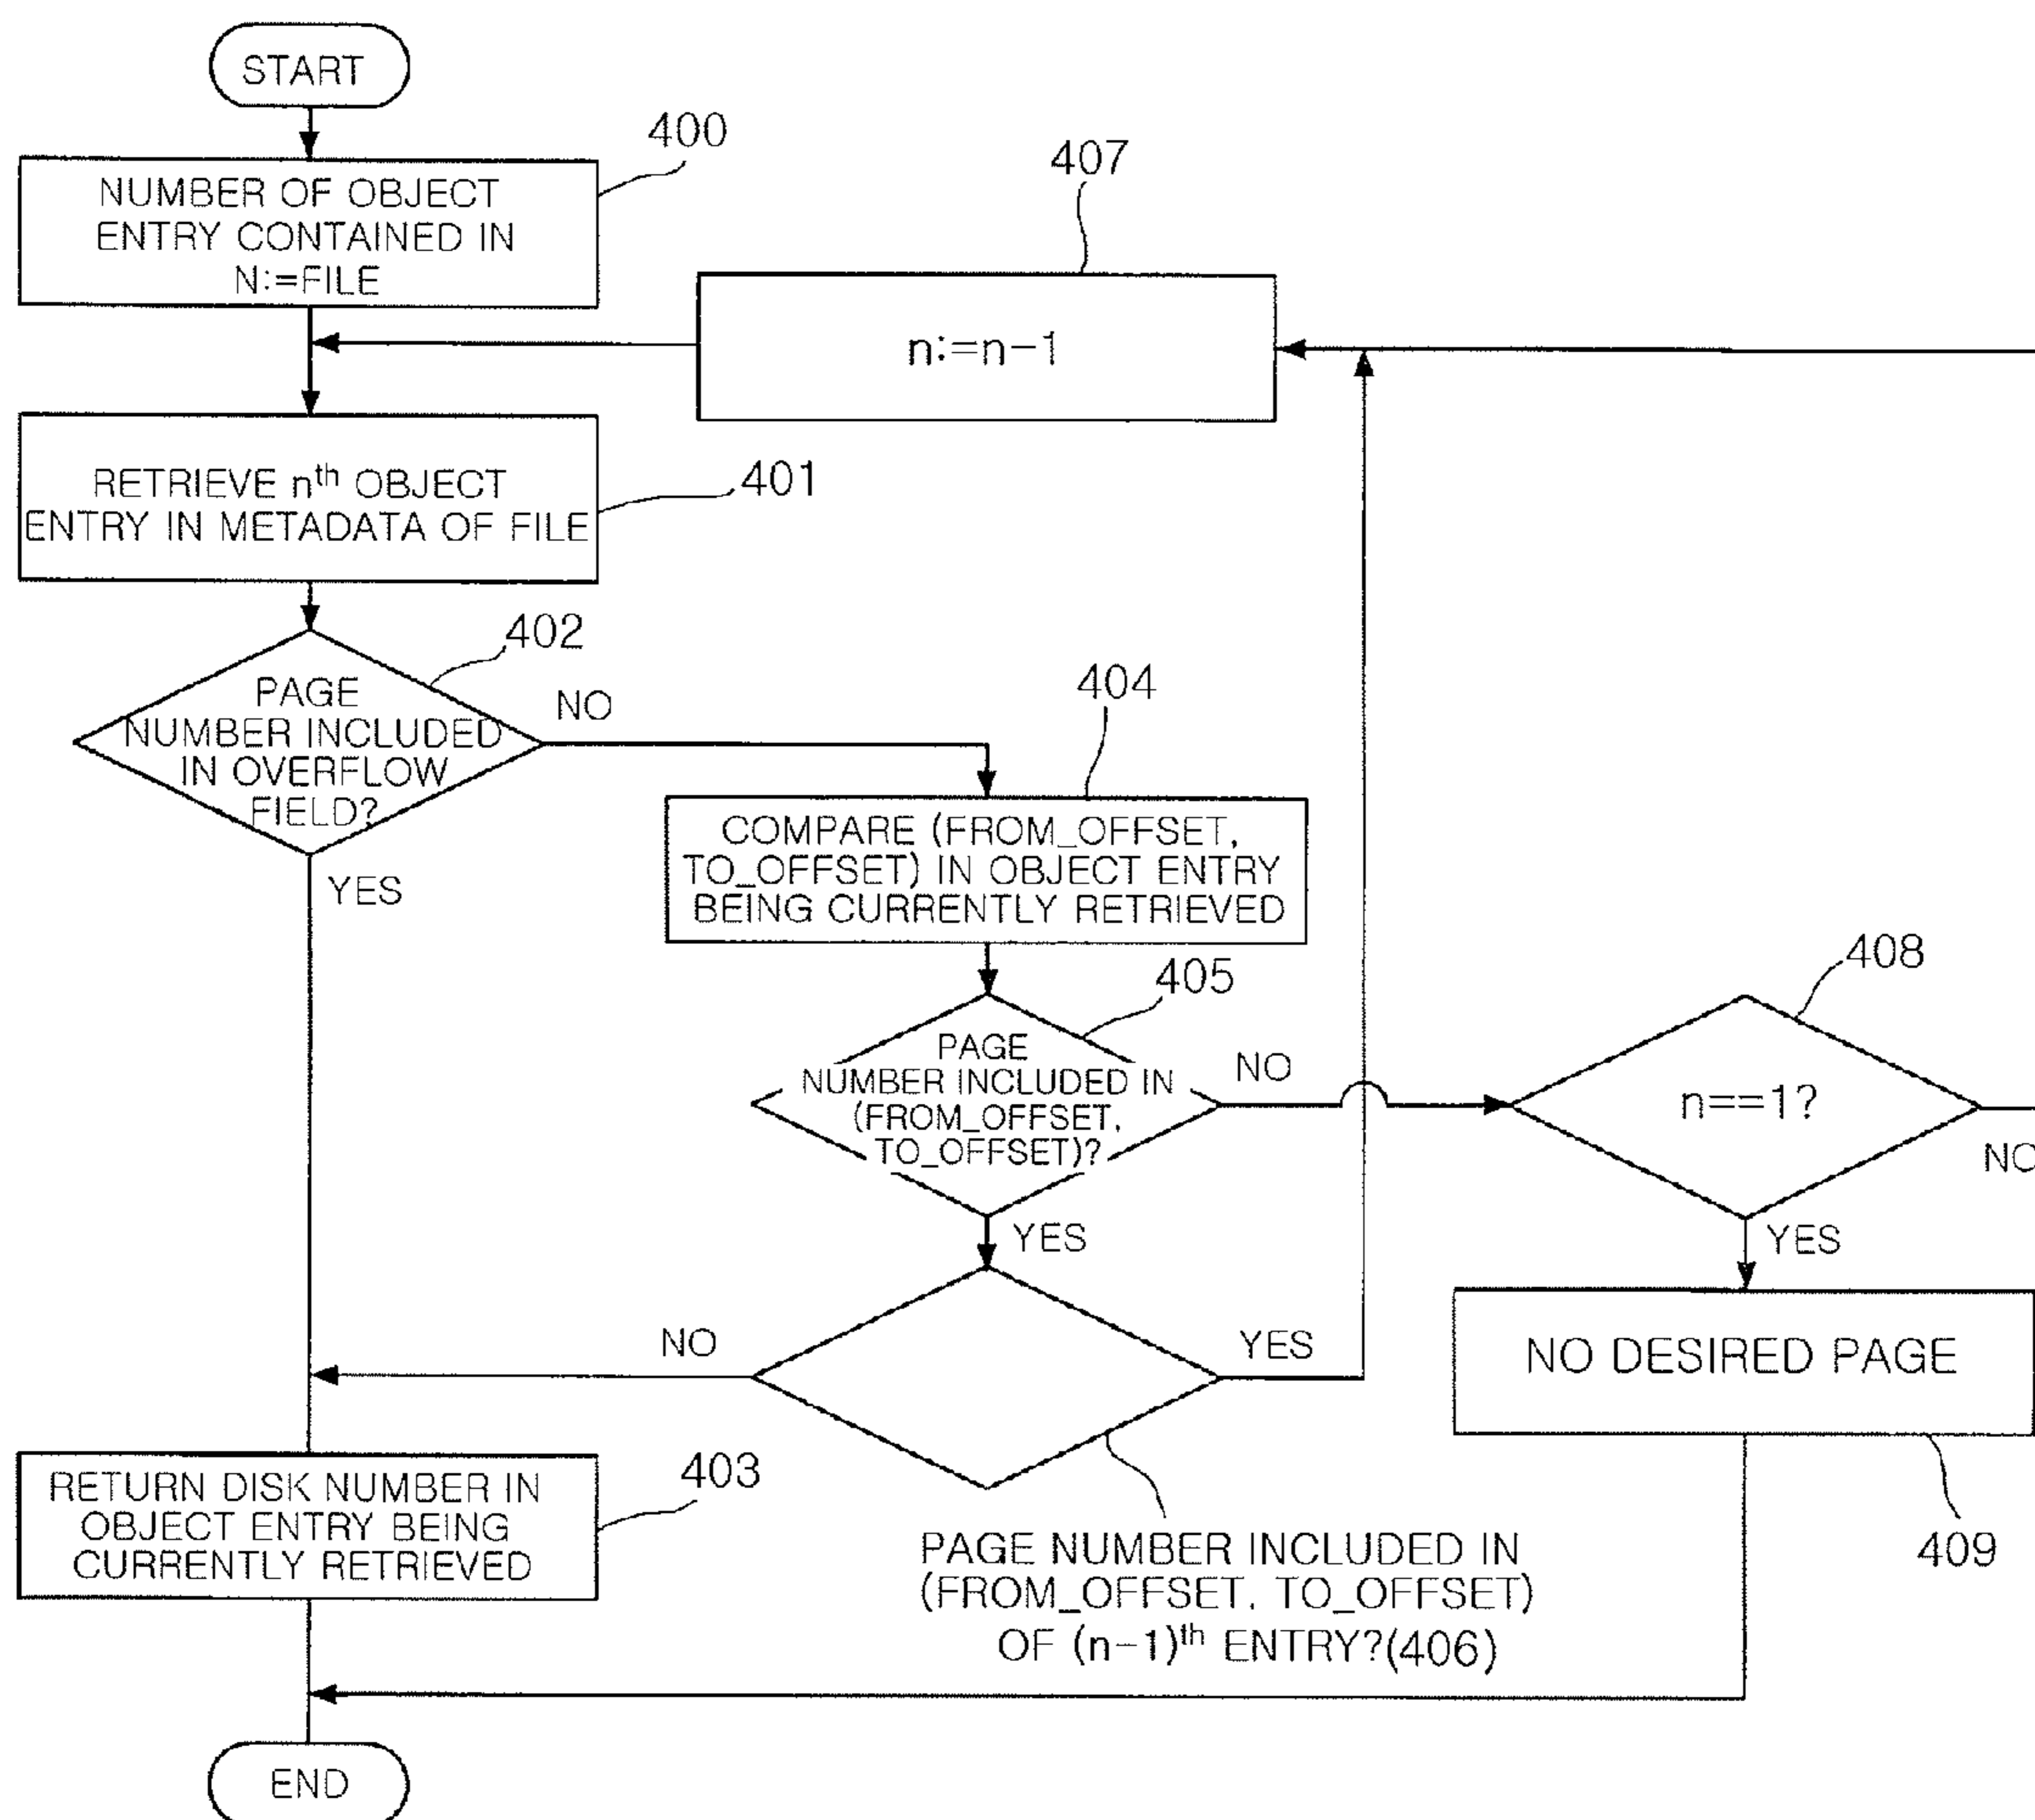 START
400
NUMBER OF OBJECT
ENTRY CONTAINED IN
N:=FILE
407
n:=n-1
RETRIEVE nth OBJECT
ENTRY IN METADATA OF FILE
401
402
PAGE
NUMBER INCLUDED
IN OVERFLOW
FIELD?
NO
YES
404
COMPARE (FROM_OFFSET,
TO_OFFSET) IN OBJECT ENTRY
BEING CURRENTLY RETRIEVED
405
PAGE
NUMBER INCLUDED IN
(FROM_OFFSET,
TO_OFFSET)?
NO
YES
408
n==1?
NO
YES
NO DESIRED PAGE
409
NO
YES
PAGE NUMBER INCLUDED IN
(FROM_OFFSET, TO_OFFSET)
OF (n-1)th ENTRY?(406)
RETURN DISK NUMBER IN
OBJECT ENTRY BEING
CURRENTLY RETRIEVED
403
END